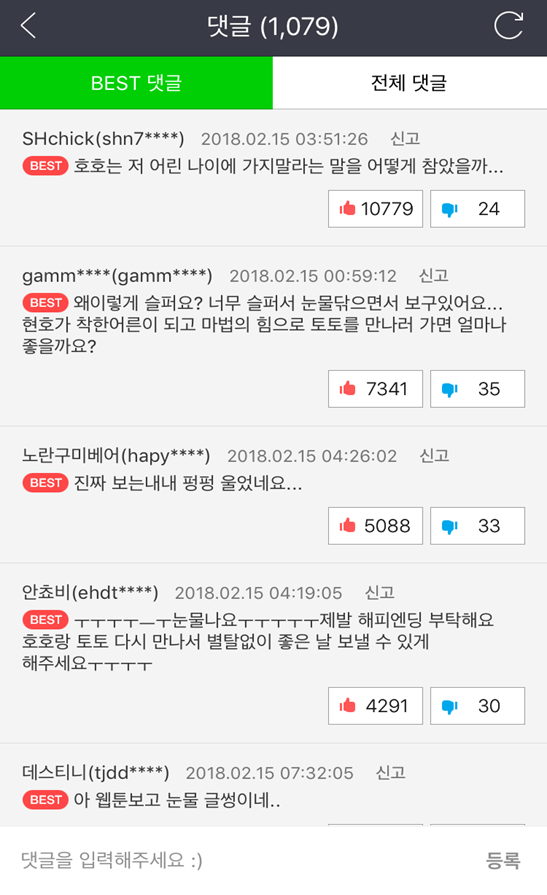 댓글 (1,079)
BEST 댓글
전체 댓글
SHchick(shn7****) 2018.02.15 03:51:26 신고
BEST 호호는 저 어린 나이에 가지말라는 말을 어떻게 참았을까...
10779 24
gamm****(gamm****) 2018.02.15 00:59:12 신고
BEST 왜이렇게 슬퍼요? 너무 슬퍼서 눈물닦으면서 보구있어요...
현호가 착한어른이 되고 마법의 힘으로 토토를 만나러 가면 얼마나
좋을까요?
7341 35
노란구미베어(hapy****) 2018.02.15 04:26:02 신고
BEST 진짜 보는내내 펑펑 울었네요...
5088 33
안쵸비(ehdt****) 2018.02.15 04:19:05 신고
BEST ㅜㅜㅜㅜㅡㅜ눈물나요ㅜㅜㅜㅜㅜ제발 해피엔딩 부탁해요
호호랑 토토 다시 만나서 별탈없이 좋은 날 보낼 수 있게
해주세요ㅜㅜㅜㅜ
4291 30
데스티니(tjdd****) 2018.02.15 07:32:05 신고
BEST 아 웹툰보고 눈물 글썽이네..
댓글을 입력해주세요 :) 등록